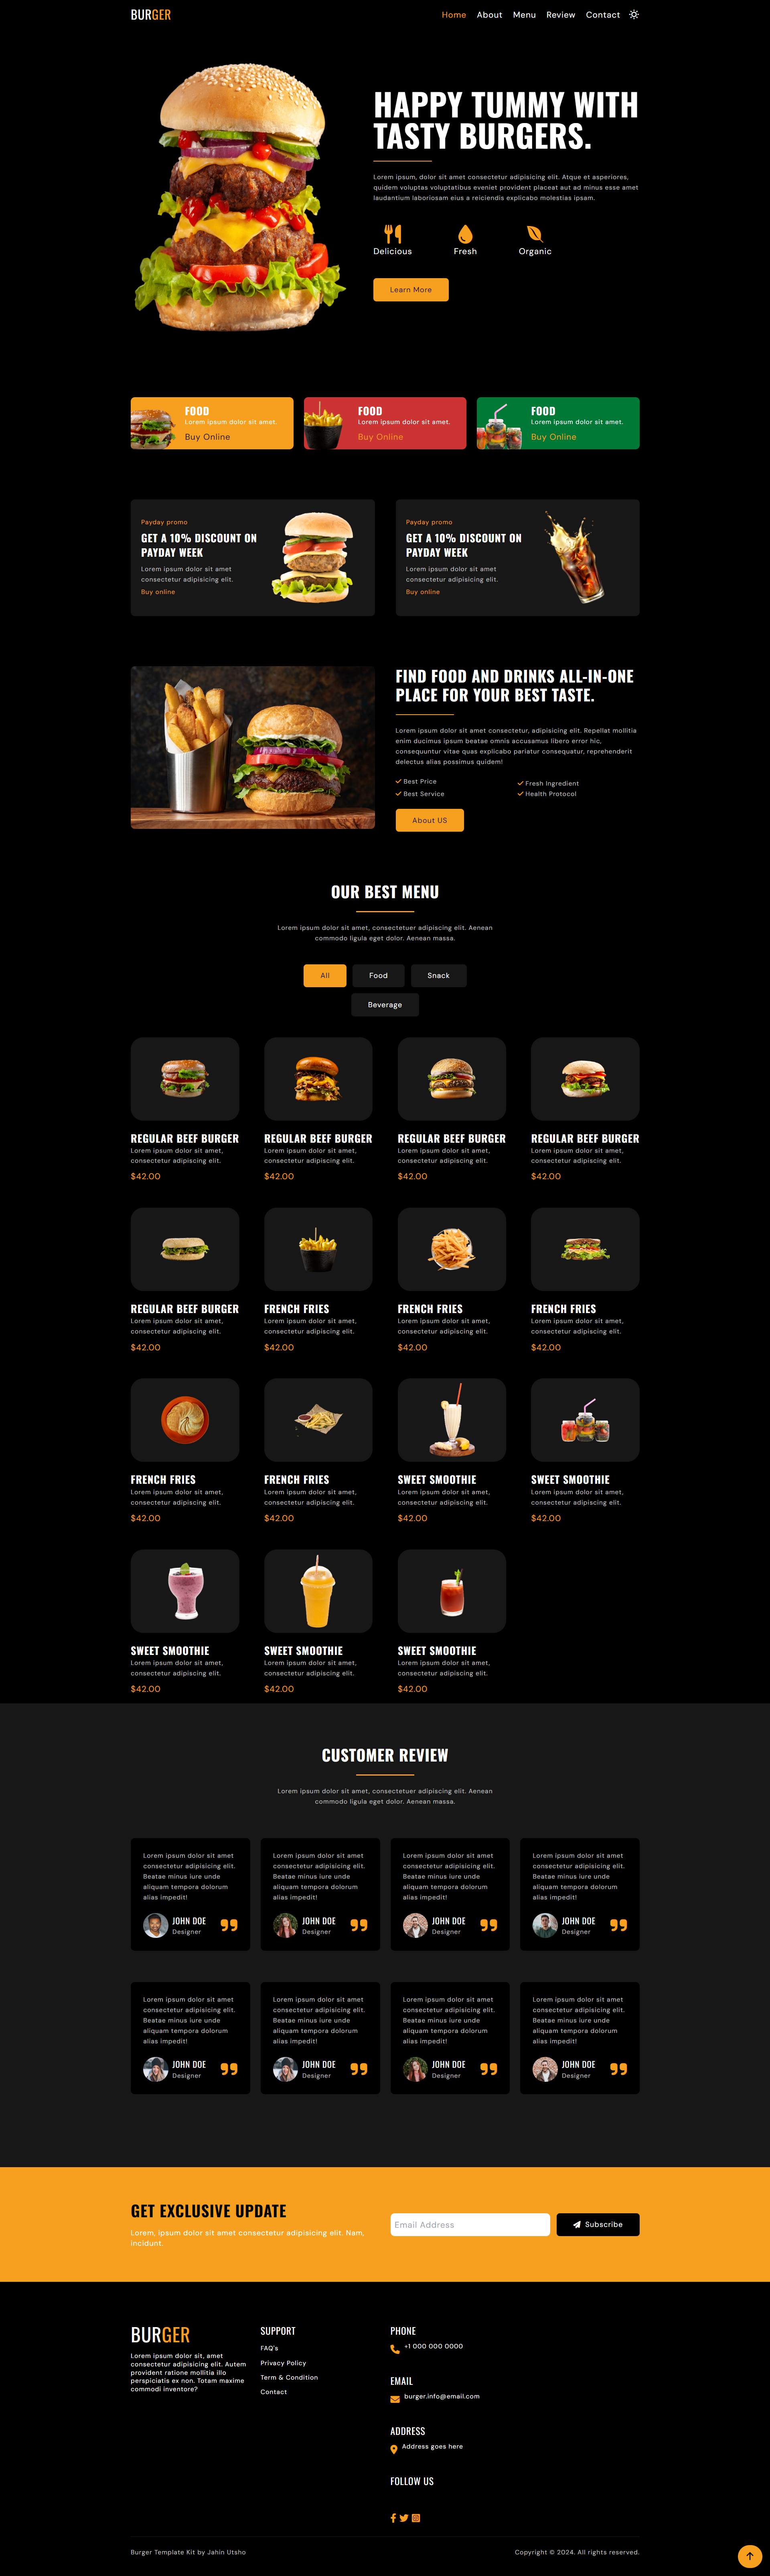 BURGER
Home About Menu Review Contact
HAPPY TUMMY WITH
TASTY BURGERS.
Lorem ipsum, dolor sit amet consectetur adipisicing elit. Atque et asperiores,
quidem voluptas voluptatibus eveniet provident placeat aut ad minus esse amet
laudantium laboriosam eius a reiciendis explicabo molestias ipsam.
Delicious Fresh Organic
Learn More
FOOD
Lorem ipsum dolor sit amet.
Buy Online
FOOD
Lorem ipsum dolor sit amet.
Buy Online
FOOD
Lorem ipsum dolor sit amet.
Buy Online
Payday promo
GET A 10% DISCOUNT ON
PAYDAY WEEK
Lorem ipsum dolor sit amet
consectetur adipisicing elit.
Buy online
Payday promo
GET A 10% DISCOUNT ON
PAYDAY WEEK
Lorem ipsum dolor sit amet
consectetur adipisicing elit.
Buy online
FIND FOOD AND DRINKS ALL-IN-ONE
PLACE FOR YOUR BEST TASTE.
Lorem ipsum dolor sit amet consectetur, adipisicing elit. Repellat mollitia
enim ducimus ipsum beatae omnis accusamus libero error hic,
consequuntur vitae quas explicabo pariatur consequatur, reprehenderit
delectus alias possimus quidem!
Best Price
Best Service
Fresh Ingredient
Health Protocol
About US
OUR BEST MENU
Lorem ipsum dolor sit amet, consectetuer adipiscing elit. Aenean
commodo ligula eget dolor. Aenean massa.
All Food Snack
Beverage
REGULAR BEEF BURGER
Lorem ipsum dolor sit amet,
consectetur adipiscing elit.
$42.00
REGULAR BEEF BURGER
Lorem ipsum dolor sit amet,
consectetur adipiscing elit.
$42.00
REGULAR BEEF BURGER
Lorem ipsum dolor sit amet,
consectetur adipiscing elit.
$42.00
REGULAR BEEF BURGER
Lorem ipsum dolor sit amet,
consectetur adipiscing elit.
$42.00
REGULAR BEEF BURGER
Lorem ipsum dolor sit amet,
consectetur adipiscing elit.
$42.00
FRENCH FRIES
Lorem ipsum dolor sit amet,
consectetur adipiscing elit.
$42.00
FRENCH FRIES
Lorem ipsum dolor sit amet,
consectetur adipiscing elit.
$42.00
FRENCH FRIES
Lorem ipsum dolor sit amet,
consectetur adipiscing elit.
$42.00
FRENCH FRIES
Lorem ipsum dolor sit amet,
consectetur adipiscing elit.
$42.00
FRENCH FRIES
Lorem ipsum dolor sit amet,
consectetur adipiscing elit.
$42.00
SWEET SMOOTHIE
Lorem ipsum dolor sit amet,
consectetur adipiscing elit.
$42.00
SWEET SMOOTHIE
Lorem ipsum dolor sit amet,
consectetur adipiscing elit.
$42.00
SWEET SMOOTHIE
Lorem ipsum dolor sit amet,
consectetur adipiscing elit.
$42.00
SWEET SMOOTHIE
Lorem ipsum dolor sit amet,
consectetur adipiscing elit.
$42.00
SWEET SMOOTHIE
Lorem ipsum dolor sit amet,
consectetur adipiscing elit.
$42.00
CUSTOMER REVIEW
Lorem ipsum dolor sit amet, consectetuer adipiscing elit. Aenean
commodo ligula eget dolor. Aenean massa.
Lorem ipsum dolor sit amet
consectetur adipisicing elit.
Beatae minus iure unde
aliquam tempora dolorum
alias impedit!
JOHN DOE
Designer
Lorem ipsum dolor sit amet
consectetur adipisicing elit.
Beatae minus iure unde
aliquam tempora dolorum
alias impedit!
JOHN DOE
Designer
Lorem ipsum dolor sit amet
consectetur adipisicing elit.
Beatae minus iure unde
aliquam tempora dolorum
alias impedit!
JOHN DOE
Designer
Lorem ipsum dolor sit amet
consectetur adipisicing elit.
Beatae minus iure unde
aliquam tempora dolorum
alias impedit!
JOHN DOE
Designer
Lorem ipsum dolor sit amet
consectetur adipisicing elit.
Beatae minus iure unde
aliquam tempora dolorum
alias impedit!
JOHN DOE
Designer
Lorem ipsum dolor sit amet
consectetur adipisicing elit.
Beatae minus iure unde
aliquam tempora dolorum
alias impedit!
JOHN DOE
Designer
Lorem ipsum dolor sit amet
consectetur adipisicing elit.
Beatae minus iure unde
aliquam tempora dolorum
alias impedit!
JOHN DOE
Designer
Lorem ipsum dolor sit amet
consectetur adipisicing elit.
Beatae minus iure unde
aliquam tempora dolorum
alias impedit!
JOHN DOE
Designer
GET EXCLUSIVE UPDATE
Lorem, ipsum dolor sit amet consectetur adipisicing elit. Nam,
incidunt.
Email Address
Subscribe
BURGER
Lorem ipsum dolor sit, amet
consectetur adipisicing elit. Autem
provident ratione mollitia illo
perspiciatis ex non. Totam maxime
commodi inventore?
SUPPORT
FAQ's
Privacy Policy
Term & Condition
Contact
PHONE
+1 000 000 0000
EMAIL
burger.info@email.com
ADDRESS
Address goes here
FOLLOW US
Burger Template Kit by Jahin Utsho
Copyright © 2024. All rights reserved.